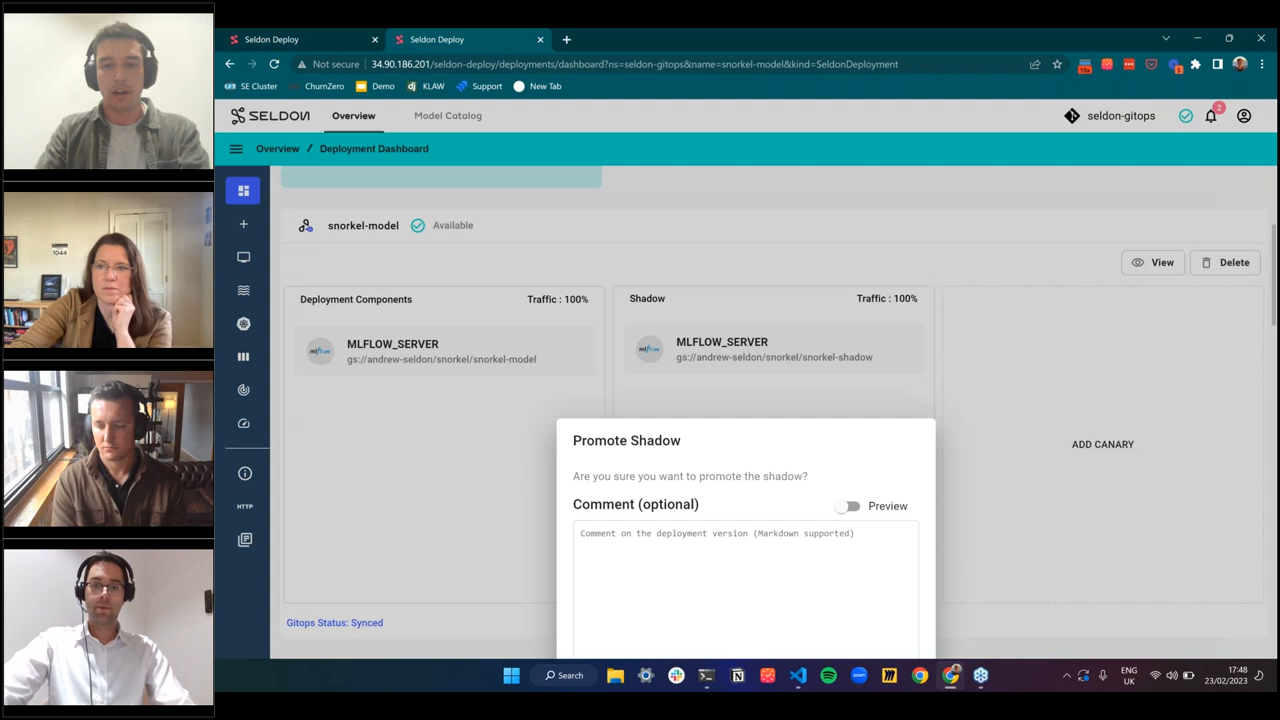 1044
Seldon Deploy
Seldon Deploy
Not secure
34.90.186.201/seldon-deploy/deployments/dashboard?ns=seldon-gitops&name=snorkel-model&kind=SeldonDeployment
SE Cluster
ChurnZero
Demo
dj KLAW
Support
New Tab
SELDON
Overview
Model Catalog
seldon-gitops
2
Overview / Deployment Dashboard
snorkel-model
Available
View
Delete
Deployment Components
Traffic : 100%
Shadow
Traffic : 100%
mlflow
MLFLOW_SERVER
gs://andrew-seldon/snorkel/snorkel-model
mlflow
MLFLOW_SERVER
gs://andrew-seldon/snorkel/snorkel-shadow
ADD CANARY
Promote Shadow
Are you sure you want to promote the shadow?
Comment (optional)
Preview
Comment on the deployment version (Markdown supported)
HTTP
Gitops Status: Synced
Search
ENG
UK
17:48
23/02/2023